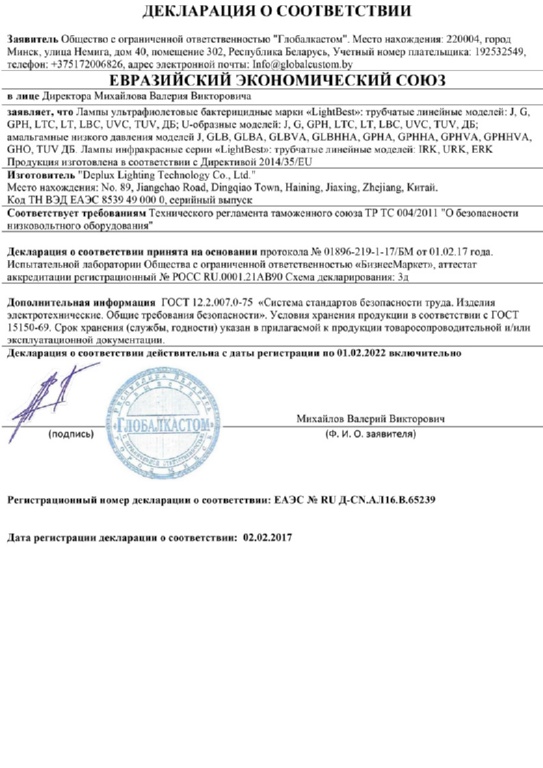 ДЕКЛАРАЦИЯ О СООТВЕТСТВИИ
Заявитель Общество с ограниченной ответственностью "Глобалкастом". Место нахождения: 220004, город
Минск, улица Немига, дом 40, помещение 302, Республика Беларусь, Учетный номер плательщика: 192532549,
телефон: +375172006826, адрес электронной почты: Info@globalcustom.by
ЕВРАЗИЙСКИЙ ЭКОНОМИЧЕСКИЙ СОЮЗ
в лице Директора Михайлова Валерия Викторовича
заявляет, что Лампы ультрафиолетовые бактерицидные марки «LightBest»: трубчатые линейные моделей: J, G,
GPH, LTC, LT, LBC, UVC, TUV, ДБ; U-образные моделей: J, G, GPH, LTC, LT, LBC, UVC, TUV, ДБ;
амальгамные низкого давления моделей J, GLB, GLBA, GLBVA, GLBHHA, GPHA, GPHHA, GPHVA, GPHHVA,
GHO, TUV ДБ. Лампы инфракрасные серии «LightBest»: трубчатые линейные моделей: IRK, URK, ERK
Продукция изготовлена в соответствии с Директивой 2014/35/EU
Изготовитель "Deplux Lighting Technology Co., Ltd."
Место нахождения: No. 89, Jiangchao Road, Dingqiao Town, Haining, Jiaxing, Zhejiang, Китай.
Код ТН ВЭД ЕАЭС 8539 49 000 0, серийный выпуск
Соответствует требованиям Технического регламента таможенного союза ТР ТС 004/2011 "О безопасности
низковольтного оборудования"
Декларация о соответствии принята на основании протокола № 01896-219-1-17/БМ от 01.02.17 года.
Испытательной лаборатории Общества с ограниченной ответственностью «БизнесМаркет», аттестат
аккредитации регистрационный № РОСС RU.0001.21АВ90 Схема декларирования: 3д
Дополнительная информация ГОСТ 12.2.007.0-75 «Система стандартов безопасности труда. Изделия
электротехнические. Общие требования безопасности». Условия хранения продукции в соответствии с ГОСТ
15150-69. Срок хранения (службы, годности) указан в прилагаемой к продукции товаросопроводительной и/или
эксплуатационной документации.
Декларация о соответствии действительна с даты регистрации по 01.02.2022 включительно
«ГЛОБАЛКАСТОМ»
Михайлов Валерий Викторович
(подпись) (Ф. И. О. заявителя)
Регистрационный номер декларации о соответствии: ЕАЭС № RU Д-CN.АЛ16.В.65239
Дата регистрации декларации о соответствии: 02.02.2017